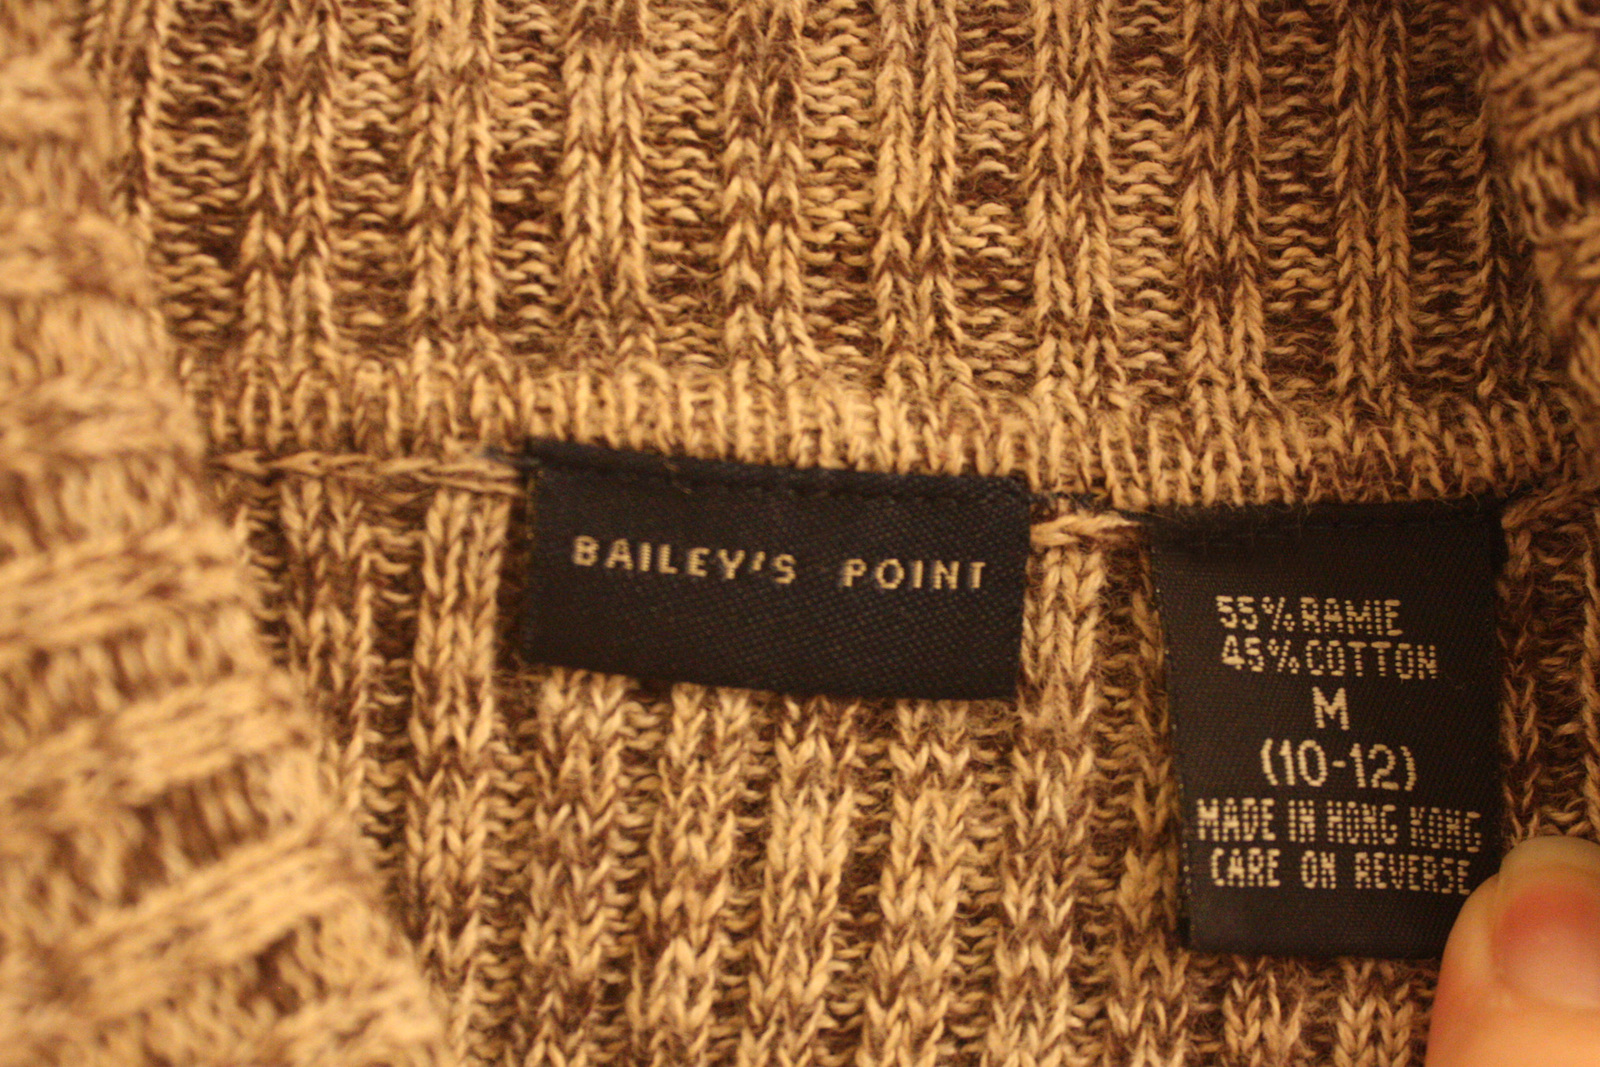 BAILEY'S POINT
55% RAMIE
45% COTTON
M
(10-12)
MADE IN HONG KONG
CARE ON REVERSE